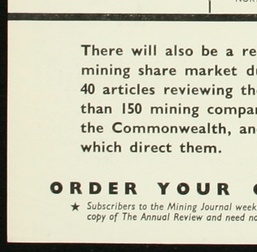 There will also be a re
mining share market d
40 articles reviewing th
than 150 mining compa
the Commonwealth, an
which direct them.
ORDER YOUR
★ Subscribers to the Mining Journal week
copy of The Annual Review and need no